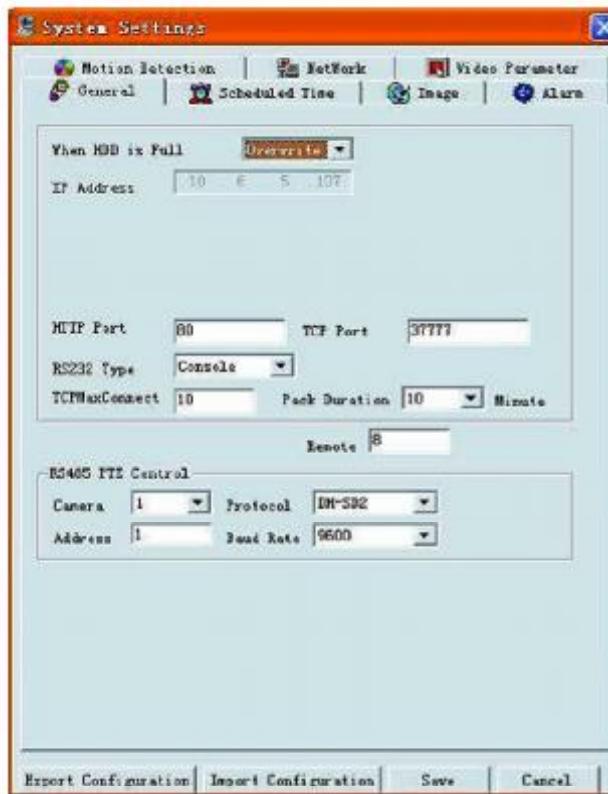 System Settings
Motion Detection NetWork Video Parameter
General Scheduled Time Image Alarm
When HDD is Full Overwrite
IP Address 10 6 5 107
HTTP Port 80 TCP Port 37777
RS232 Type Console
TCPMaxConnect 10 Pack Duration 10 Minute
Remote 8
RS485 PTZ Control
Camera 1 Protocol DH-SD2
Address 1 Baud Rate 9600
Export Configuration Import Configuration Save Cancel